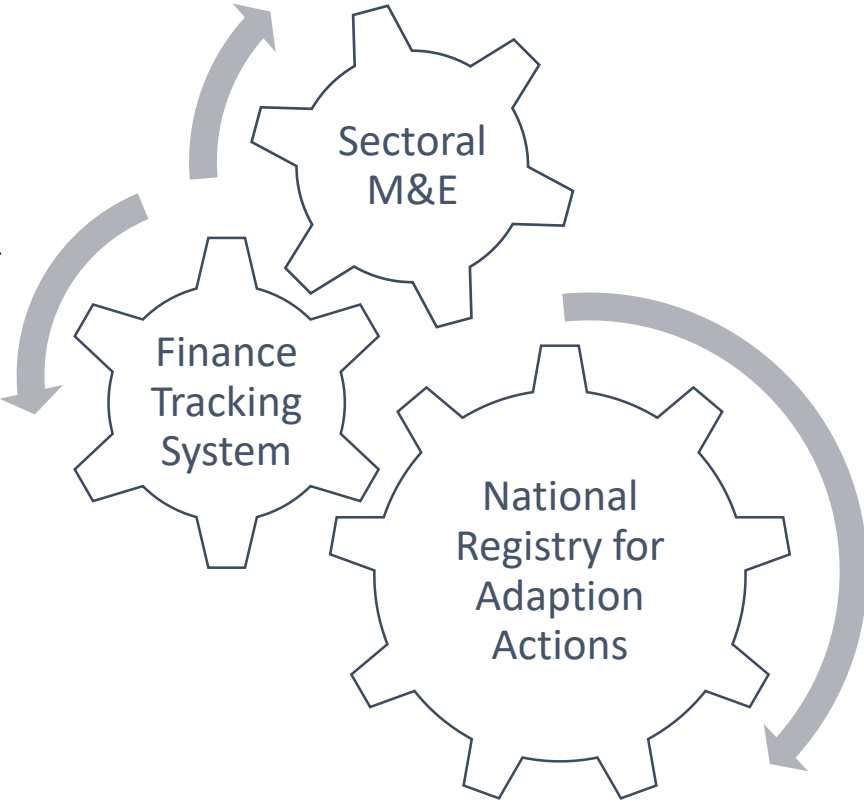 Sectoral
M&E
Finance
Tracking
System
National
Registry for
Adaption
Actions